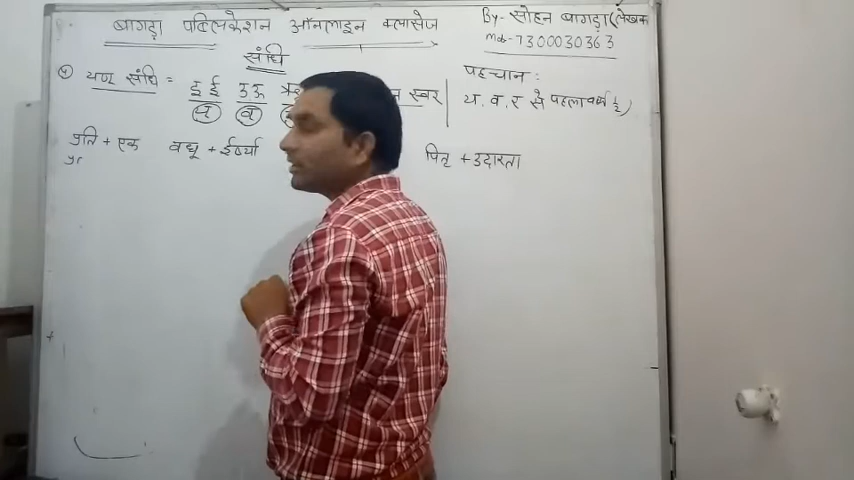 बागड़ा पब्लिकेशन ऑनलाइन क्लासेज
By- सोहन बागड़ा (लेखक
Mob- 7300030363
संधि
यण् संधि = इ ई उ ऊ स्वर
य व
पहचान :
य, व, र से पहला वर्ण
प्रति + एक वधू + ईर्ष्या पितृ + उदारता